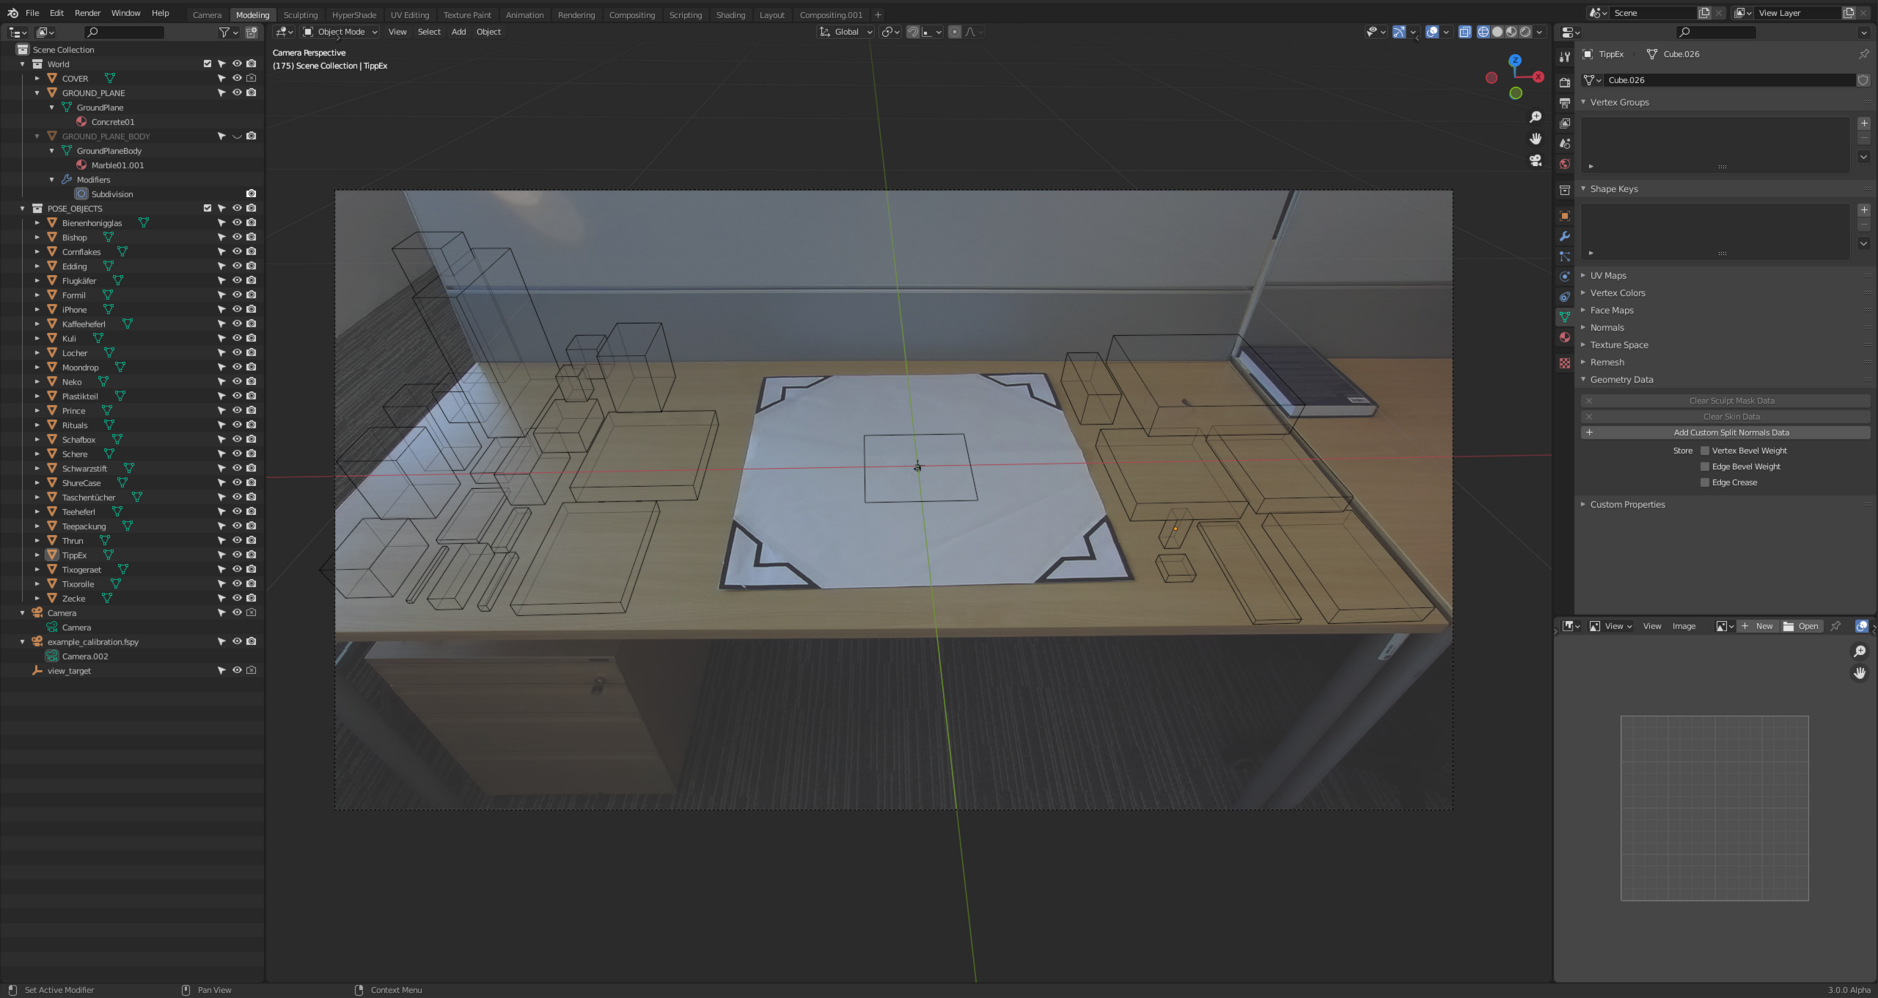 File Edit Render Window Help Camera Modeling Sculpting HyperShade UV Editing Texture Paint Animation Rendering Compositing Scripting Shading Layout Compositing.001 + Scene View Layer
Object Mode View Select Add Object Global
Scene Collection
World
COVER
GROUND_PLANE
GroundPlane
Concrete01
GROUND_PLANE_BODY
GroundPlaneBody
Marble01.001
Modifiers
Subdivision
POSE_OBJECTS
Bienenhonigglas
Bishop
Cornflakes
Edding
Flugkäfer
Formil
iPhone
Kaffeeheferl
Kuli
Locher
Moondrop
Neko
Plastikteil
Prince
Rituals
Schafbox
Schere
Schwarzstift
ShureCase
Taschentücher
Teeheferl
Teepackung
Thrun
TippEx
Tixogeraet
Tixorolle
Zecke
Camera
Camera
example_calibration.fspy
Camera.002
view_target
Camera Perspective
(175) Scene Collection | TippEx
Z
X
TippEx Cube.026
Cube.026
Vertex Groups
Shape Keys
UV Maps
Vertex Colors
Face Maps
Normals
Texture Space
Remesh
Geometry Data
Clear Sculpt Mask Data
Clear Skin Data
Add Custom Split Normals Data
Store Vertex Bevel Weight
Edge Bevel Weight
Edge Crease
Custom Properties
View View Image New Open
Set Active Modifier Pan View Context Menu 3.0.0 Alpha